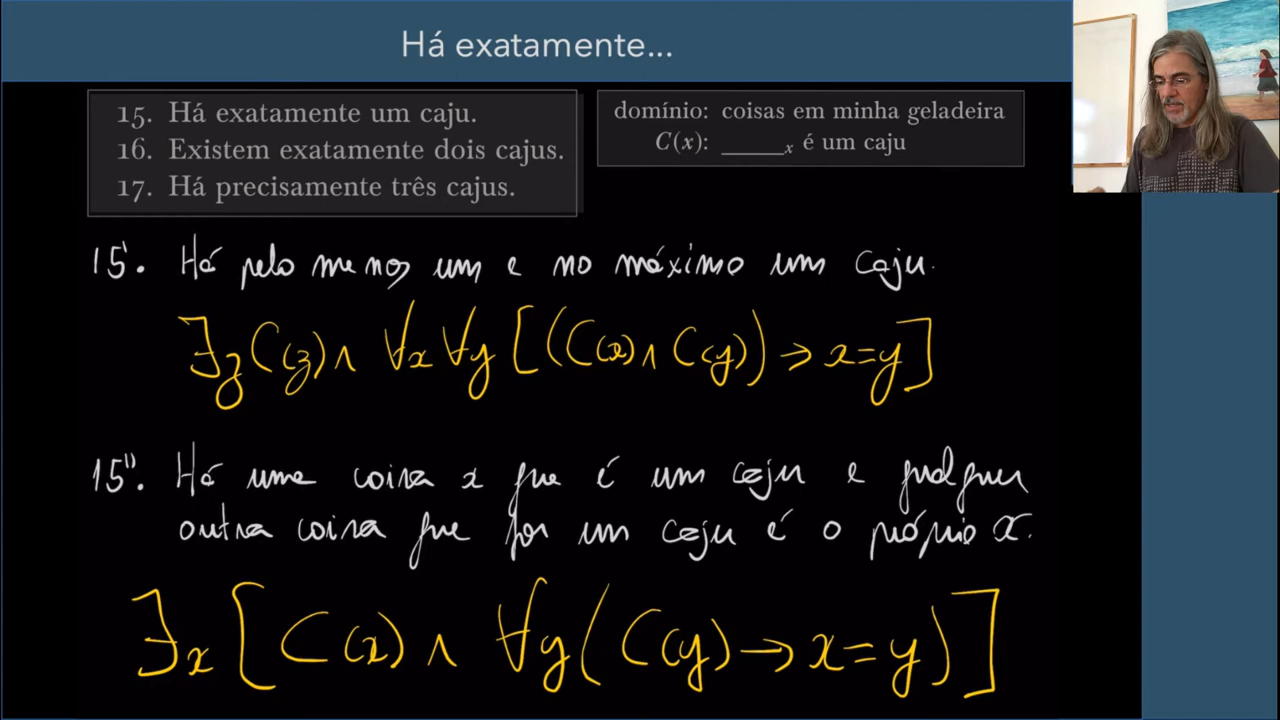 Há exatamente...
15. Há exatamente um caju.
16. Existem exatamente dois cajus.
17. Há precisamente três cajus.
domínio: coisas em minha geladeira
C(x): _____x é um caju
15'. Há pelo menos um e no máximo um caju.
∃z C(z) ∧ ∀x ∀y [(C(x) ∧ C(y)) → x=y]
15''. Há uma coisa x que é um caju e qualquer
outra coisa que for um caju é o próprio x.
∃x [C(x) ∧ ∀y (C(y) → x=y)]